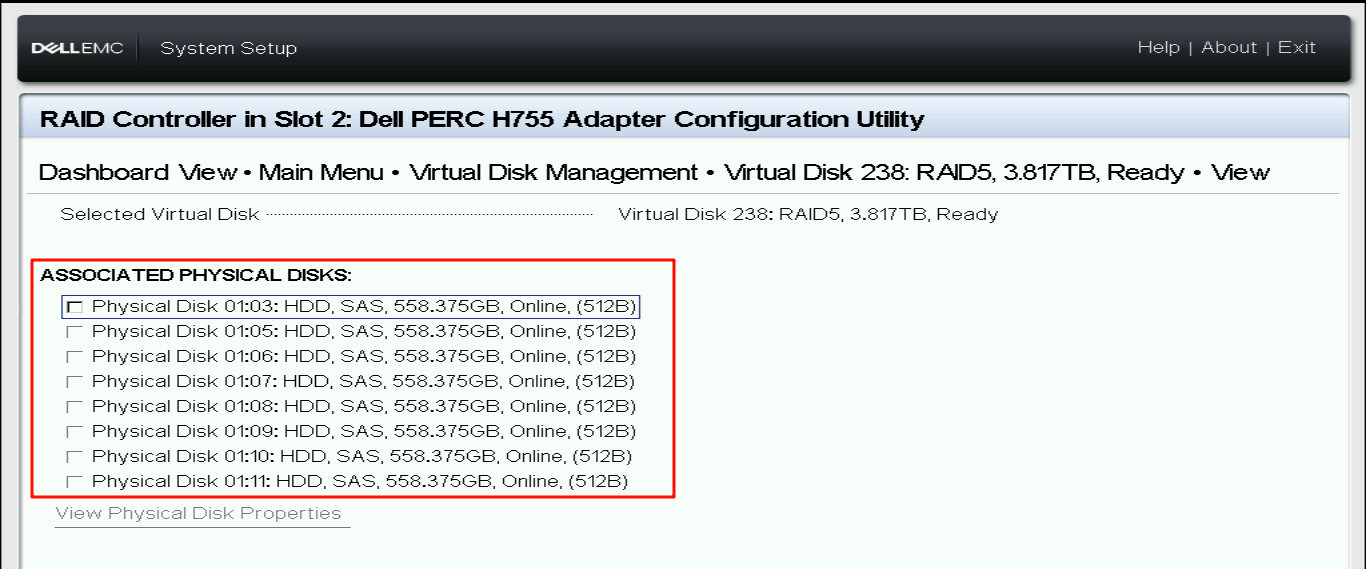 DELLEMC System Setup Help | About | Exit
RAID Controller in Slot 2: Dell PERC H755 Adapter Configuration Utility
Dashboard View • Main Menu • Virtual Disk Management • Virtual Disk 238: RAID5, 3.817TB, Ready • View
Selected Virtual Disk Virtual Disk 238: RAID5, 3.817TB, Ready
ASSOCIATED PHYSICAL DISKS:
Physical Disk 01:03: HDD, SAS, 558.375GB, Online, (512B)
Physical Disk 01:05: HDD, SAS, 558.375GB, Online, (512B)
Physical Disk 01:06: HDD, SAS, 558.375GB, Online, (512B)
Physical Disk 01:07: HDD, SAS, 558.375GB, Online, (512B)
Physical Disk 01:08: HDD, SAS, 558.375GB, Online, (512B)
Physical Disk 01:09: HDD, SAS, 558.375GB, Online, (512B)
Physical Disk 01:10: HDD, SAS, 558.375GB, Online, (512B)
Physical Disk 01:11: HDD, SAS, 558.375GB, Online, (512B)
View Physical Disk Properties